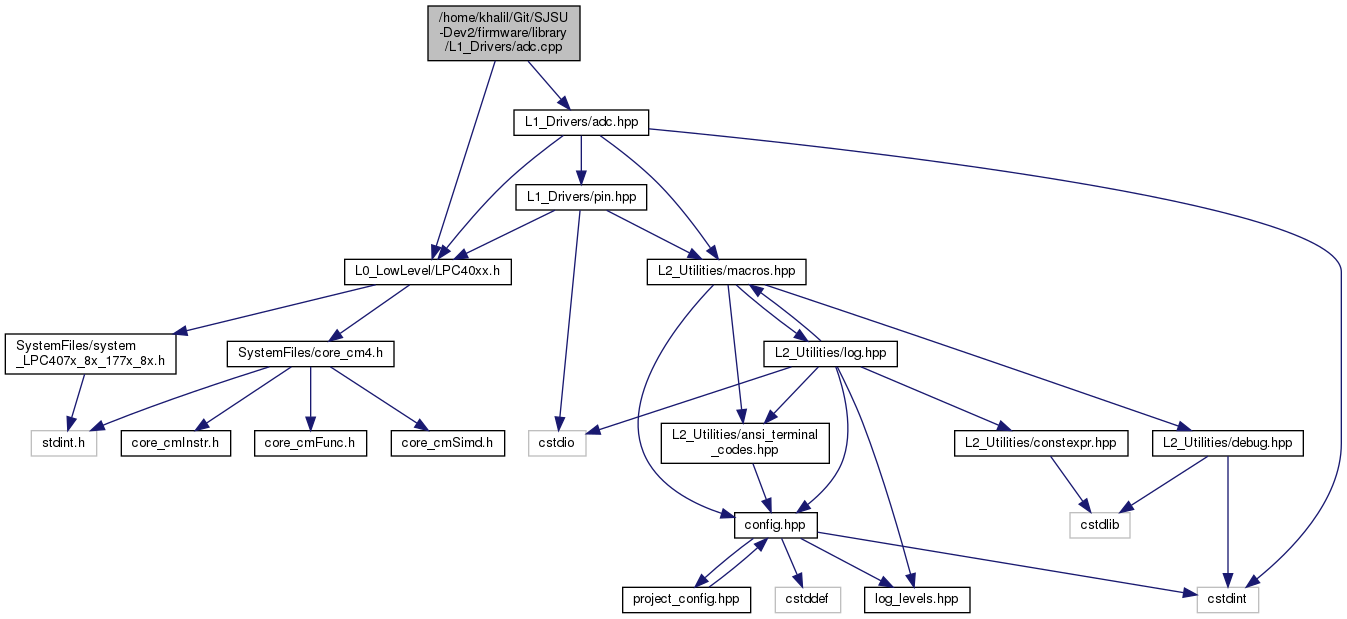 /home/khalil/Git/SJSU
-Dev2/firmware/library
/L1_Drivers/adc.cpp
L1_Drivers/adc.hpp
L1_Drivers/pin.hpp
L0_LowLevel/LPC40xx.h
L2_Utilities/macros.hpp
SystemFiles/system
_LPC407x_8x_177x_8x.h
SystemFiles/core_cm4.h
L2_Utilities/log.hpp
stdint.h
core_cmInstr.h
core_cmFunc.h
core_cmSimd.h
cstdio
L2_Utilities/ansi_terminal
_codes.hpp
L2_Utilities/constexpr.hpp
L2_Utilities/debug.hpp
config.hpp
cstdlib
project_config.hpp
cstddef
log_levels.hpp
cstdint